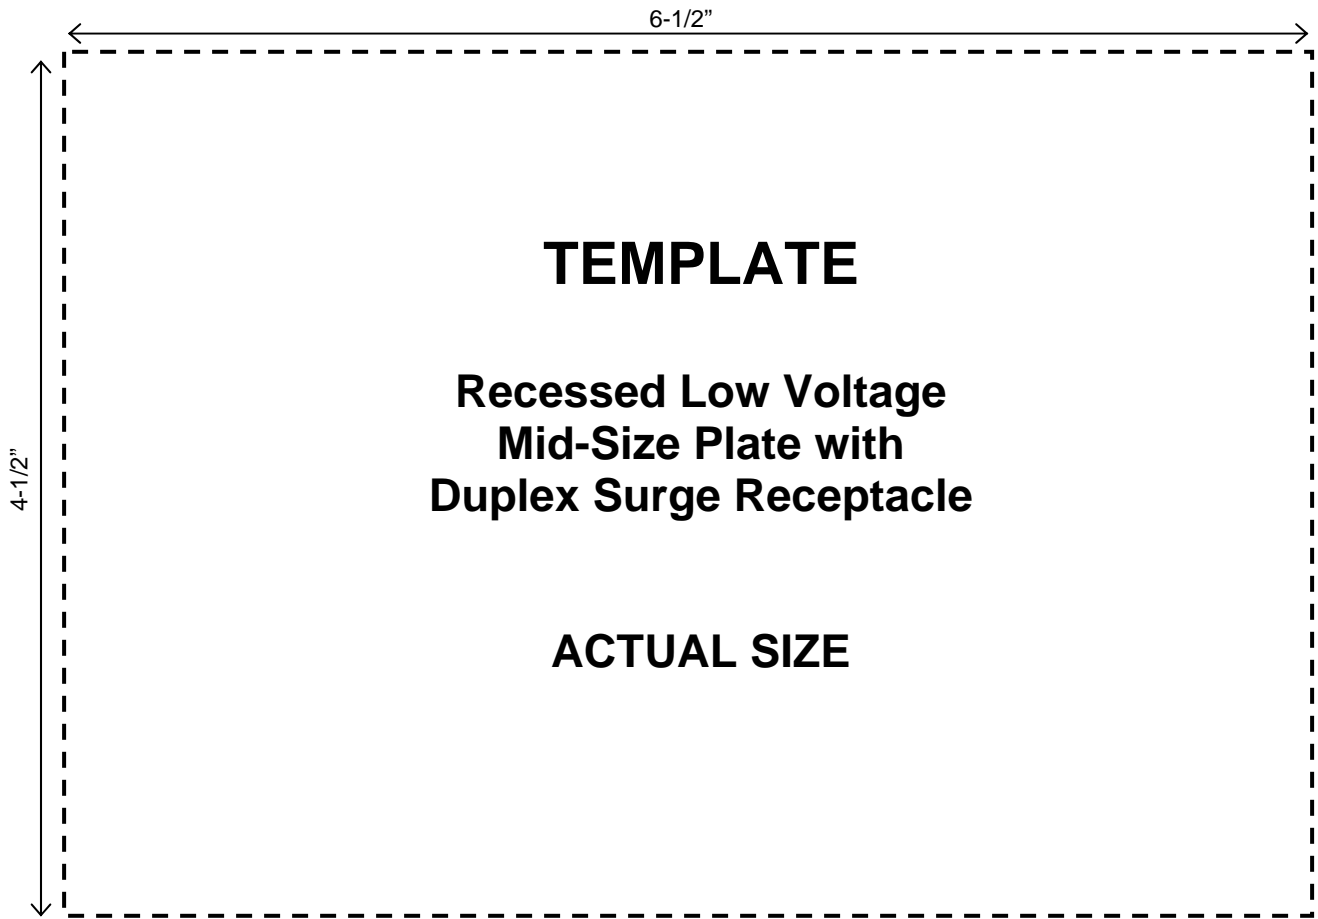 6-1/2”
4-1/2”
TEMPLATE
Recessed Low Voltage
Mid-Size Plate with
Duplex Surge Receptacle
ACTUAL SIZE